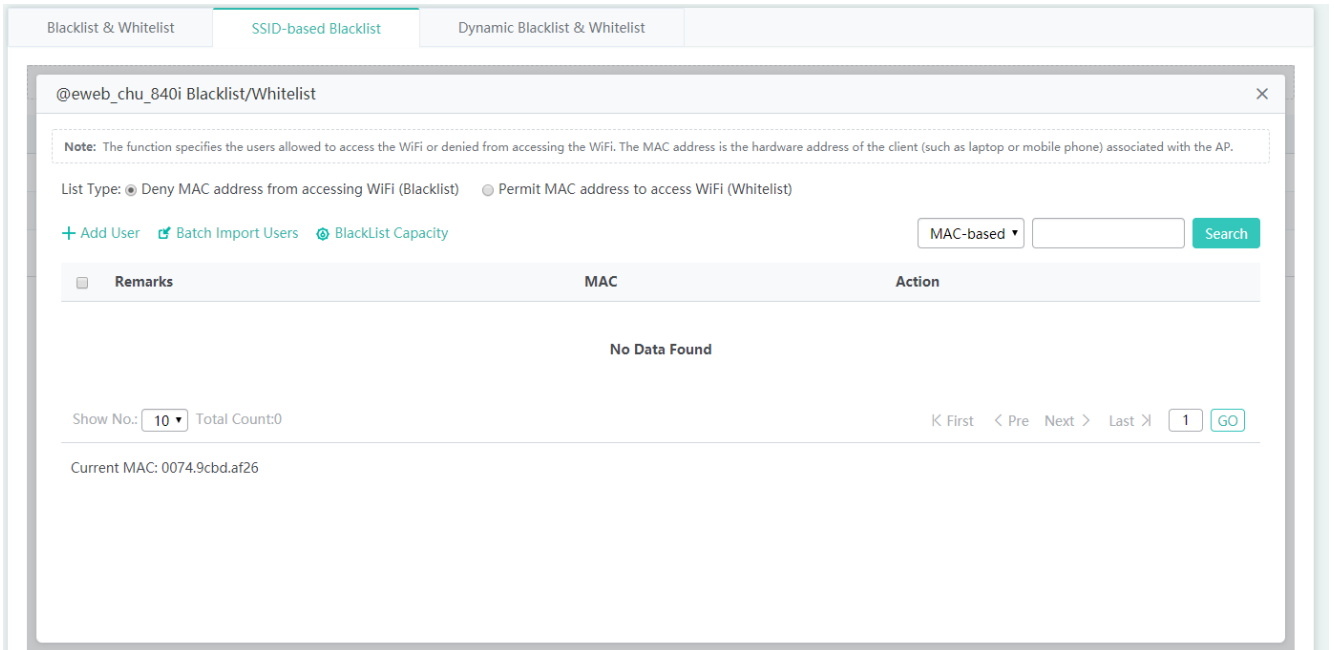 Blacklist & Whitelist SSID-based Blacklist Dynamic Blacklist & Whitelist
@eweb_chu_840i Blacklist/Whitelist
Note: The function specifies the users allowed to access the WiFi or denied from accessing the WiFi. The MAC address is the hardware address of the client (such as laptop or mobile phone) associated with the AP.
List Type: Deny MAC address from accessing WiFi (Blacklist) Permit MAC address to access WiFi (Whitelist)
Add User Batch Import Users BlackList Capacity MAC-based Search
Remarks MAC Action
No Data Found
Show No.: 10 Total Count:0 First Pre Next Last 1 GO
Current MAC: 0074.9cbd.af26